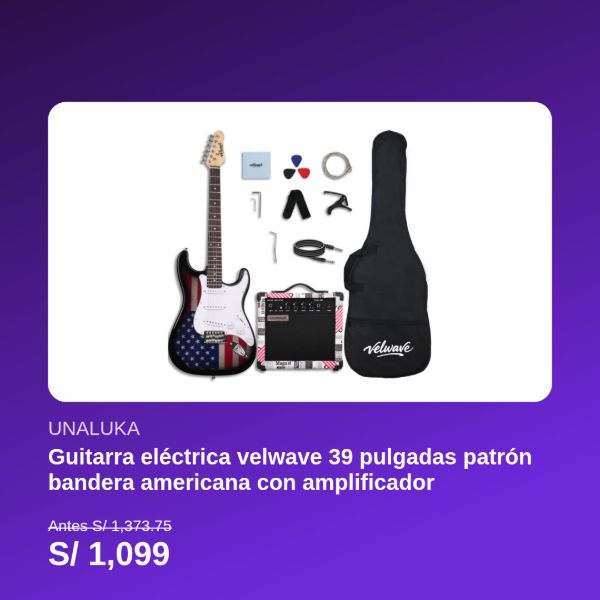 velwave
UNALUKA
Guitarra eléctrica velwave 39 pulgadas patrón
bandera americana con amplificador
Antes S/ 1,373.75
S/ 1,099